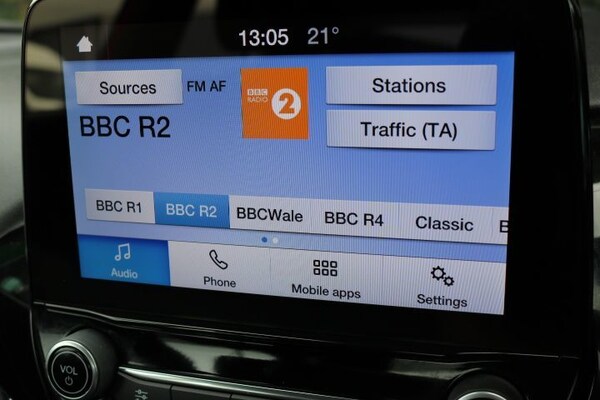 13:05 21°
Sources
FM AF
BBC
RADIO
2
Stations
BBC R2
Traffic (TA)
BBC R1
BBC R2
BBCWale
BBC R4
Classic
Audio
Phone
Mobile apps
Settings
VOL